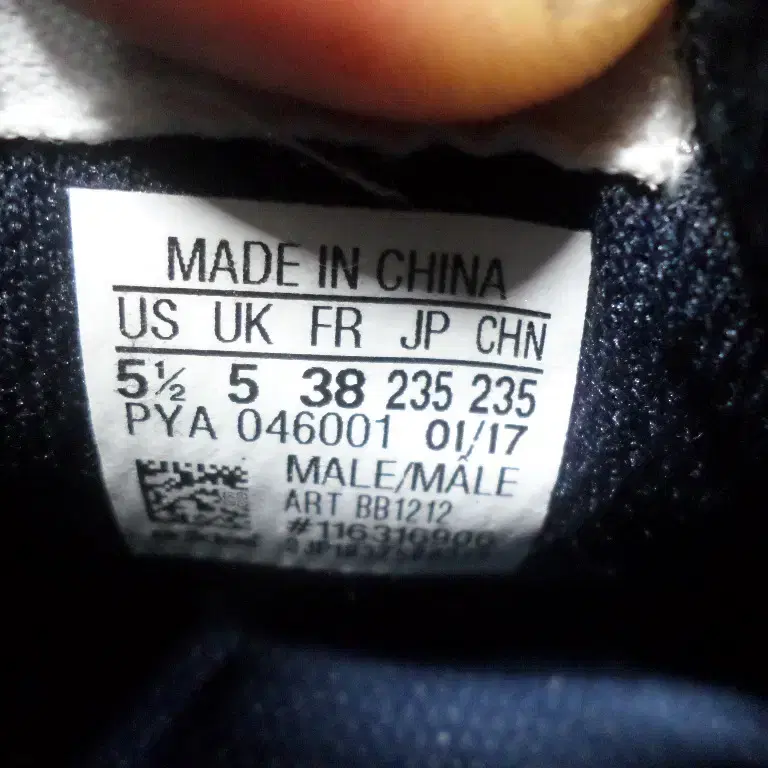 MADE IN CHINA
US UK FR JP CHN
5½ 5 38 235 235
PYA 046001 01/17
MALE/MÂLE
ART BB1212